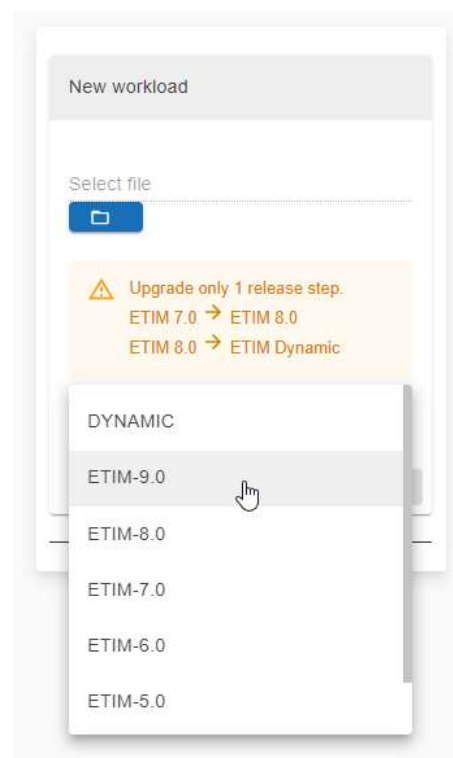 New workload
Select file
Upgrade only 1 release step.
ETIM 7.0 → ETIM 8.0
ETIM 8.0 → ETIM Dynamic
DYNAMIC
ETIM-9.0
ETIM-8.0
ETIM-7.0
ETIM-6.0
ETIM-5.0